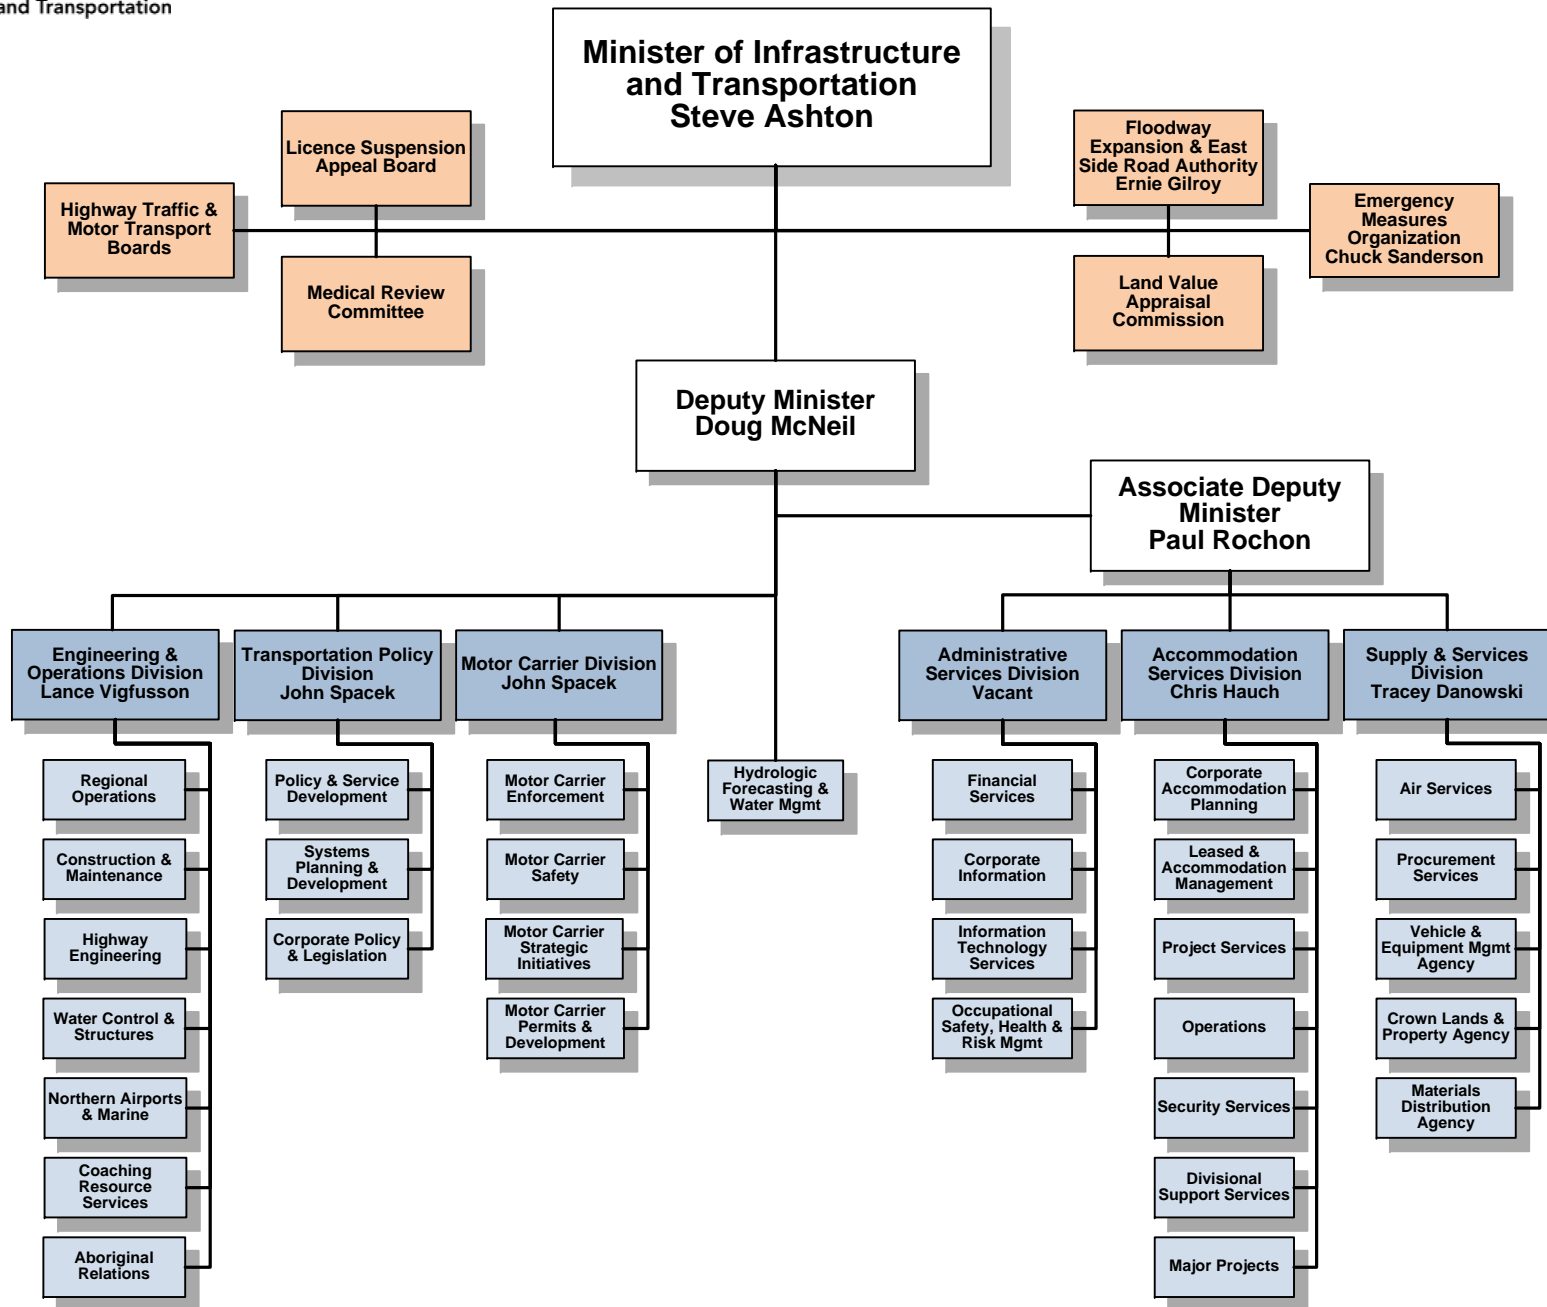 and Transportation
Minister of Infrastructure
and Transportation
Steve Ashton
Licence Suspension
Appeal Board
Floodway
Expansion & East
Side Road Authority
Ernie Gilroy
Highway Traffic &
Motor Transport
Boards
Emergency
Measures
Organization
Chuck Sanderson
Medical Review
Committee
Land Value
Appraisal
Commission
Deputy Minister
Doug McNeil
Associate Deputy
Minister
Paul Rochon
Engineering &
Operations Division
Lance Vigfusson
Transportation Policy
Division
John Spacek
Motor Carrier Division
John Spacek
Administrative
Services Division
Vacant
Accommodation
Services Division
Chris Hauch
Supply & Services
Division
Tracey Danowski
Regional
Operations
Construction &
Maintenance
Highway
Engineering
Water Control &
Structures
Northern Airports
& Marine
Coaching
Resource
Services
Aboriginal
Relations
Policy & Service
Development
Systems
Planning &
Development
Corporate Policy
& Legislation
Motor Carrier
Enforcement
Motor Carrier
Safety
Motor Carrier
Strategic
Initiatives
Motor Carrier
Permits &
Development
Hydrologic
Forecasting &
Water Mgmt
Financial
Services
Corporate
Information
Information
Technology
Services
Occupational
Safety, Health &
Risk Mgmt
Corporate
Accommodation
Planning
Leased &
Accommodation
Management
Project Services
Operations
Security Services
Divisional
Support Services
Major Projects
Air Services
Procurement
Services
Vehicle &
Equipment Mgmt
Agency
Crown Lands &
Property Agency
Materials
Distribution
Agency